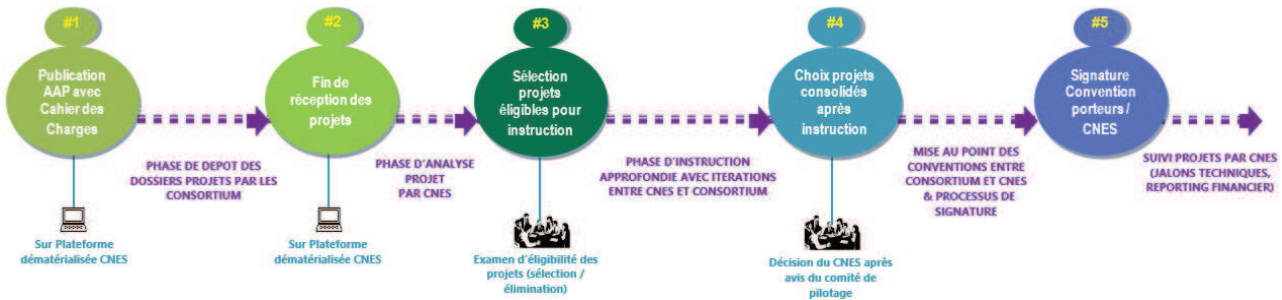 #1
Publication
AAP avec
Cahier des
Charges
PHASE DE DEPOT DES
DOSSIERS PROJETS PAR LES
CONSORTIUM
Sur Plateforme
dématérialisée CNES
#2
Fin de
réception des
projets
PHASE D'ANALYSE
PROJET
PAR CNES
Sur Plateforme
dématérialisée CNES
#3
Sélection
projets
éligibles pour
instruction
PHASE D'INSTRUCTION
APPROFONDIE AVEC ITERATIONS
ENTRE CNES ET CONSORTIUM
Examen d'éligibilité des
projets (sélection /
élimination)
#4
Choix projets
consolidés
après
instruction
MISE AU POINT DES
CONVENTIONS ENTRE
CONSORTIUM ET CNES
& PROCESSUS DE
SIGNATURE
Décision du CNES après
avis du comité de
pilotage
#5
Signature
Convention
porteurs /
CNES
SUIVI PROJETS PAR CNES
(JALONS TECHNIQUES,
REPORTING FINANCIER)